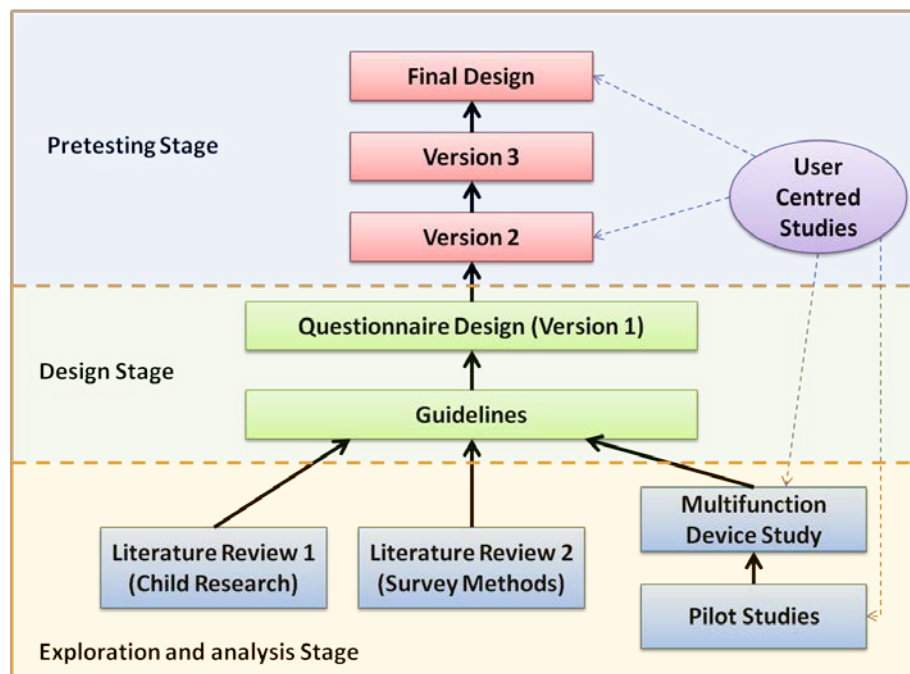 Final Design
Pretesting Stage
Version 3
User
Centred
Studies
Version 2
Questionnaire Design (Version 1)
Design Stage
Guidelines
Literature Review 1
(Child Research)
Literature Review 2
(Survey Methods)
Multifunction
Device Study
Pilot Studies
Exploration and analysis Stage